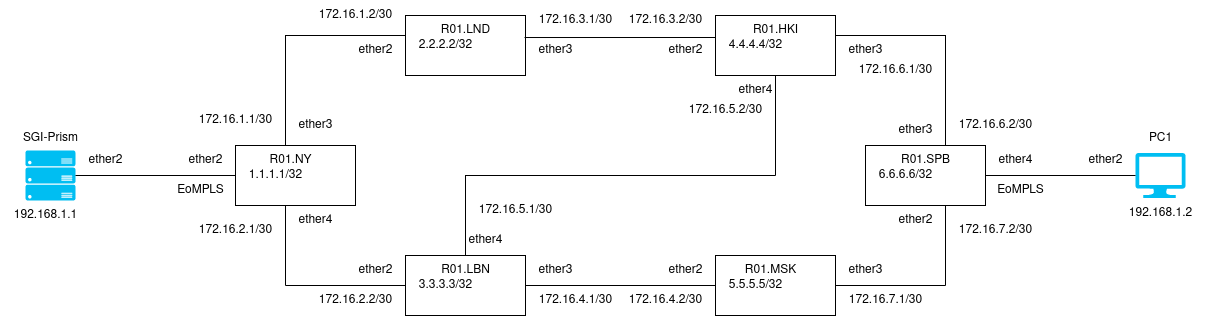 172.16.1.2/30
R01.LND
2.2.2.2/32
ether2
172.16.3.1/30
ether3
172.16.3.2/30
ether2
R01.HKI
4.4.4.4/32
ether3
172.16.6.1/30
ether4
172.16.5.2/30
172.16.1.1/30
ether3
ether3
172.16.6.2/30
SGI-Prism
ether2
192.168.1.1
ether2
EoMPLS
R01.NY
1.1.1.1/32
R01.SPB
6.6.6.6/32
ether4
EoMPLS
ether2
PC1
192.168.1.2
ether4
172.16.2.1/30
172.16.5.1/30
ether4
ether2
172.16.7.2/30
ether2
172.16.2.2/30
R01.LBN
3.3.3.3/32
ether3
172.16.4.1/30
ether2
172.16.4.2/30
R01.MSK
5.5.5.5/32
ether3
172.16.7.1/30